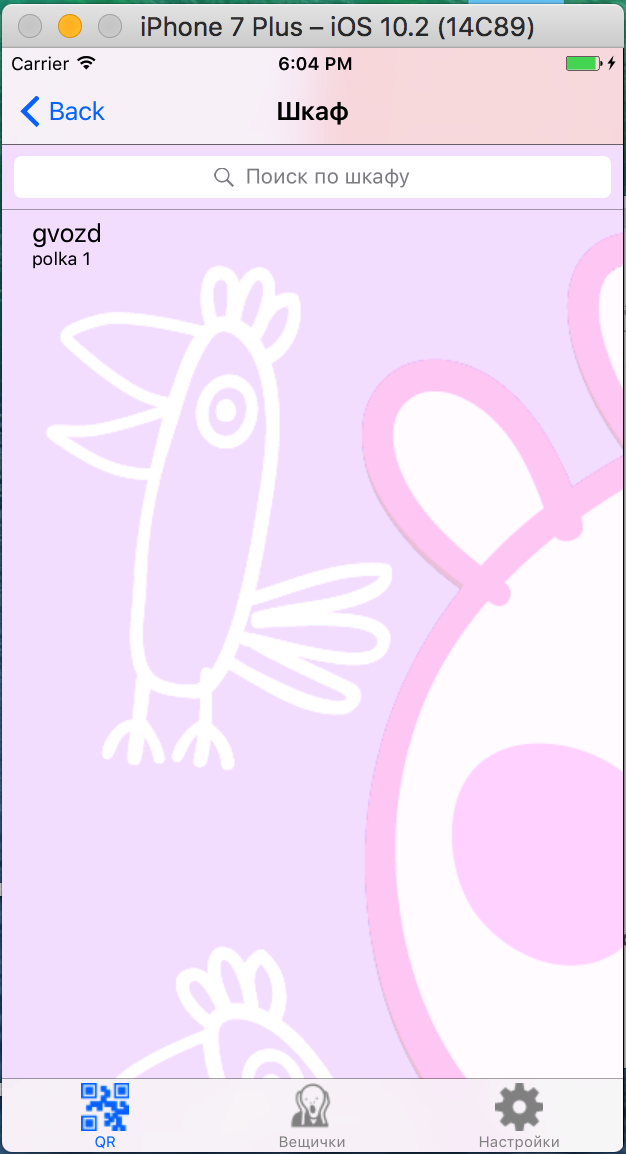 iPhone 7 Plus – iOS 10.2 (14C89)
Carrier 6:04 PM
Back Шкаф
Поиск по шкафу
gvozd
polka 1
QR Вещички Настройки